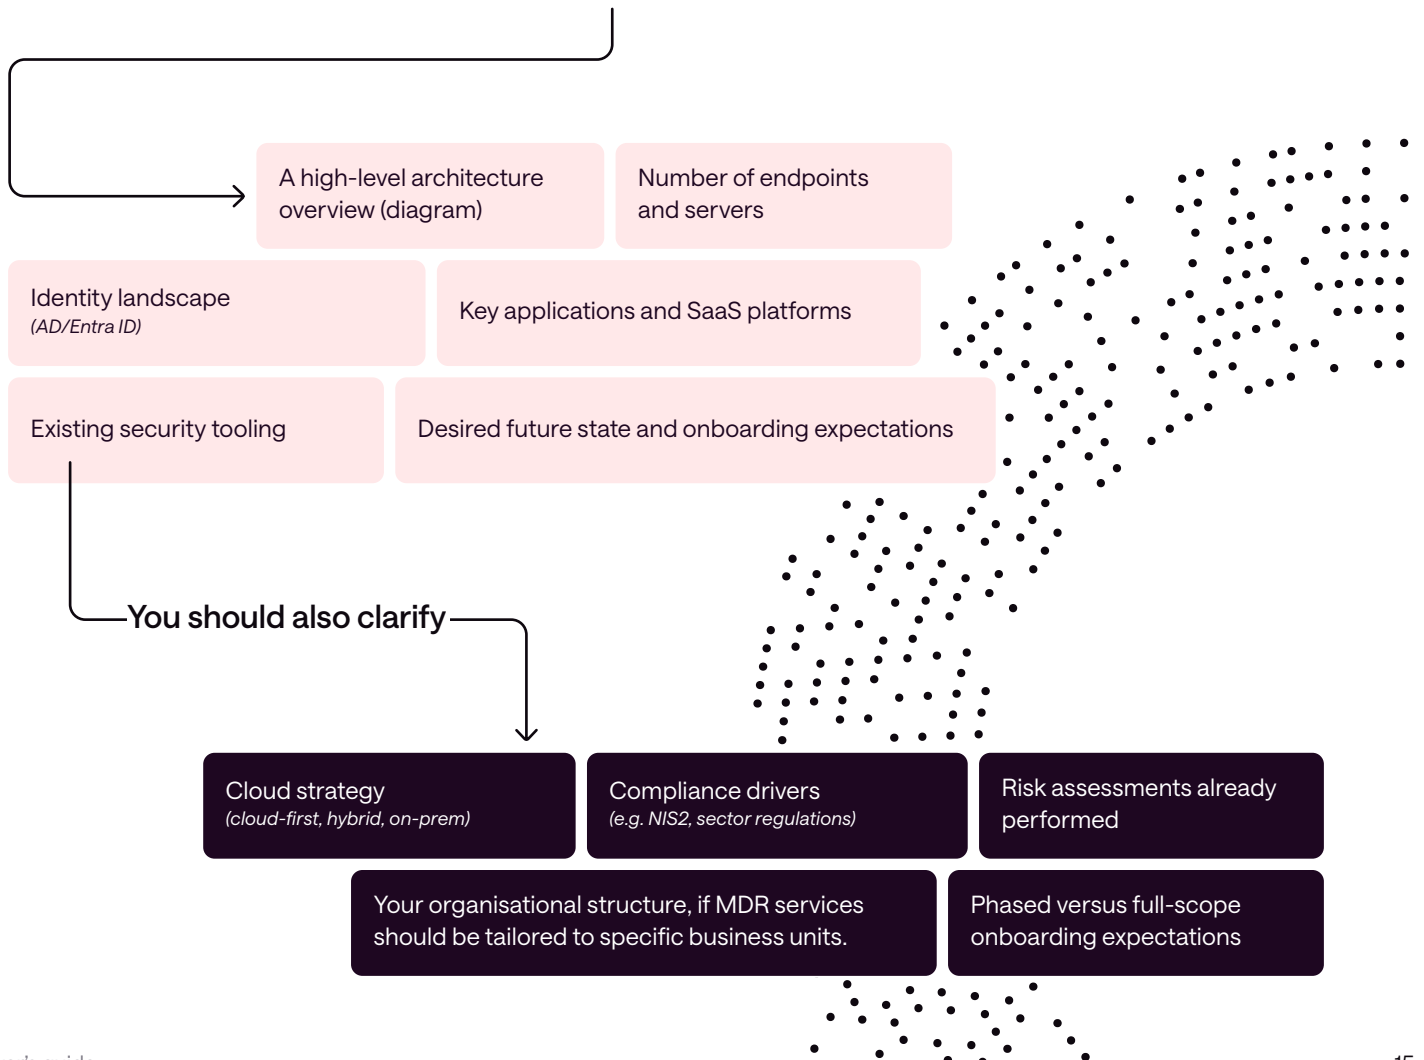 A high-level architecture
overview (diagram)
Number of endpoints
and servers
Identity landscape
(AD/Entra ID)
Key applications and SaaS platforms
Existing security tooling
Desired future state and onboarding expectations
You should also clarify
Cloud strategy
(cloud-first, hybrid, on-prem)
Compliance drivers
(e.g. NIS2, sector regulations)
Risk assessments already
performed
Your organisational structure, if MDR services
should be tailored to specific business units.
Phased versus full-scope
onboarding expectations